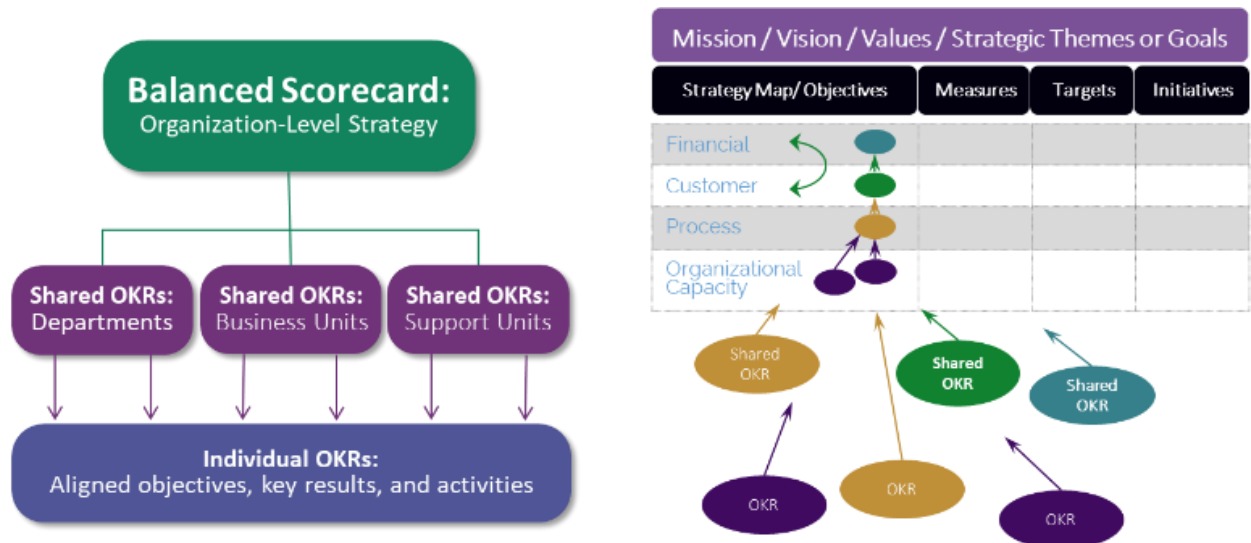 Balanced Scorecard:
Organization-Level Strategy
Shared OKRs:
Departments
Shared OKRs:
Business Units
Shared OKRs:
Support Units
Individual OKRs:
Aligned objectives, key results, and activities
Mission / Vision / Values / Strategic Themes or Goals
Strategy Map/ Objectives
Measures
Targets
Initiatives
Financial
Customer
Process
Organizational
Capacity
Shared
OKR
Shared
OKR
Shared
OKR
OKR
OKR
OKR